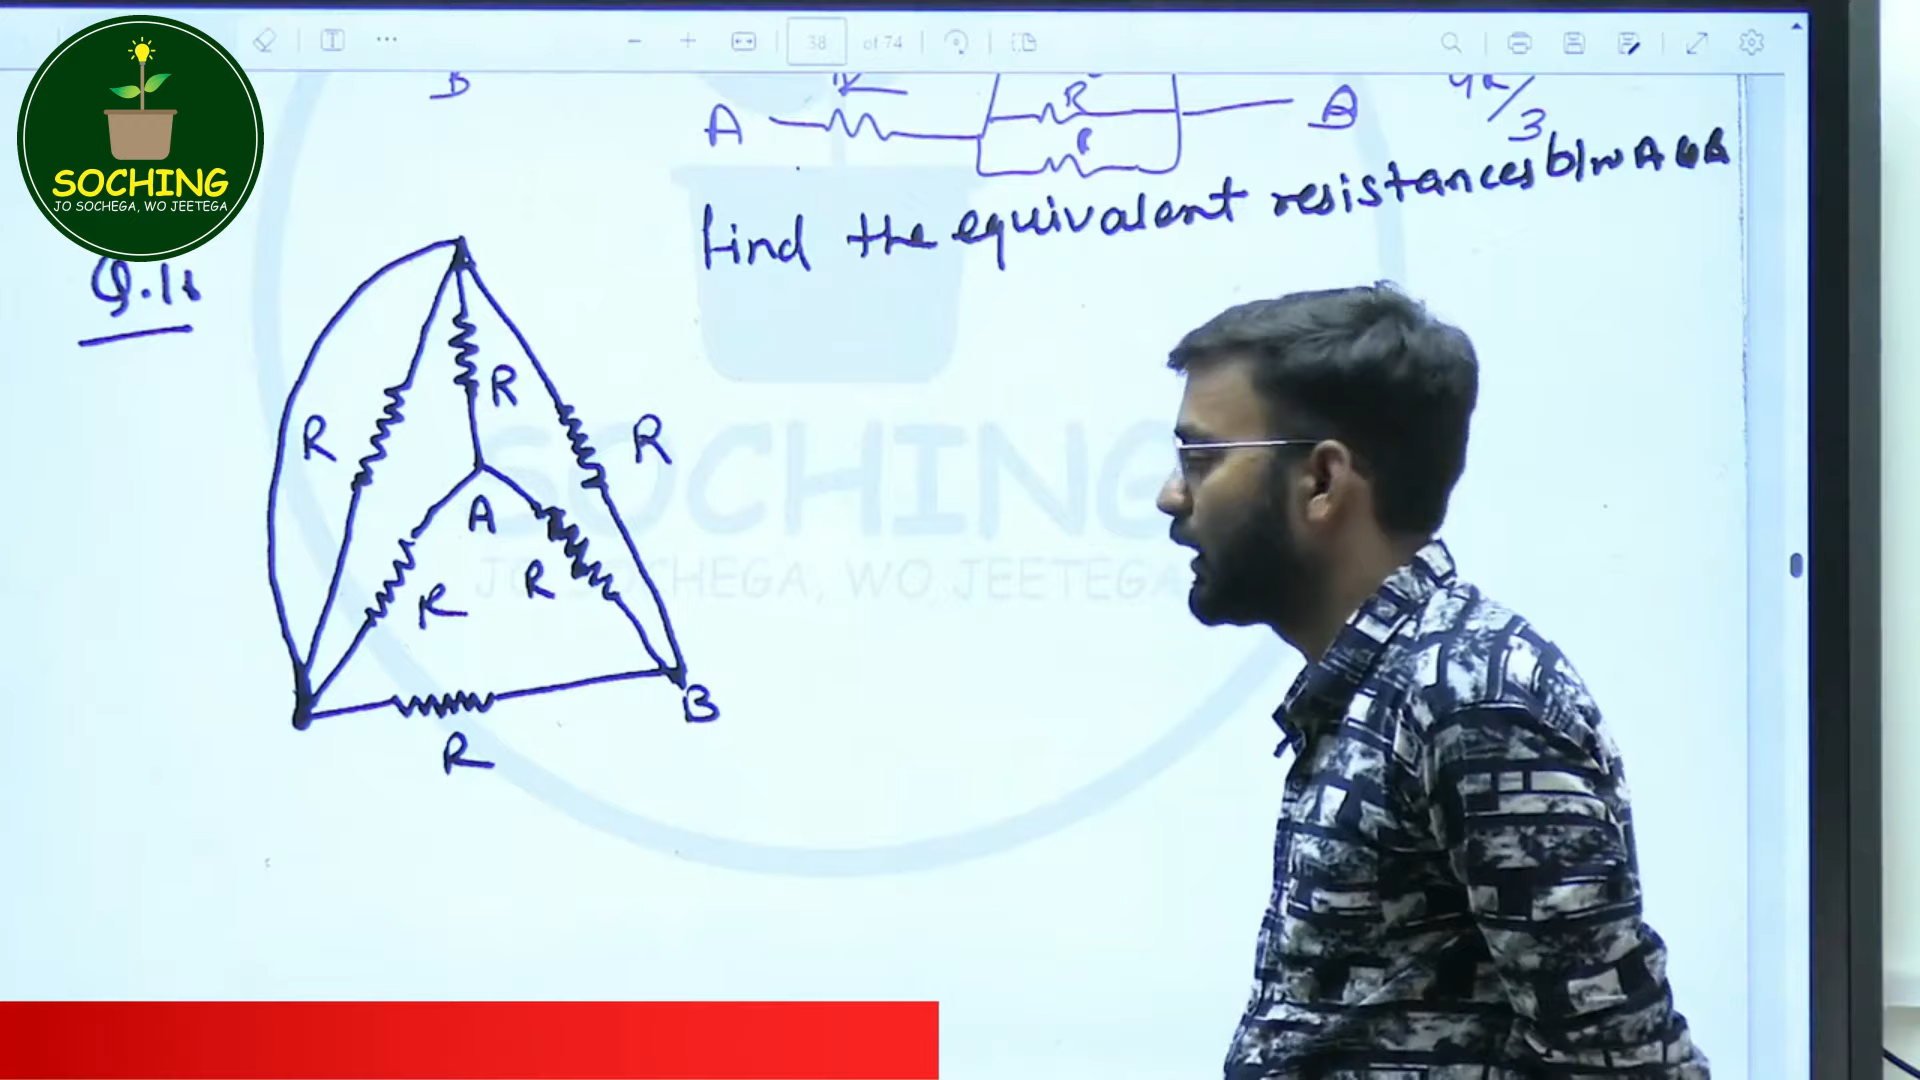 38 of 74
SOCHING
JO SOCHEGA, WO JEETEGA
B
A R R B 4R/3
R
find the equivalent resistances b/w A & B
Q.18
R
R
R
A
R
R
B
R
SOCHING
JO SOCHEGA, WO JEETEGA